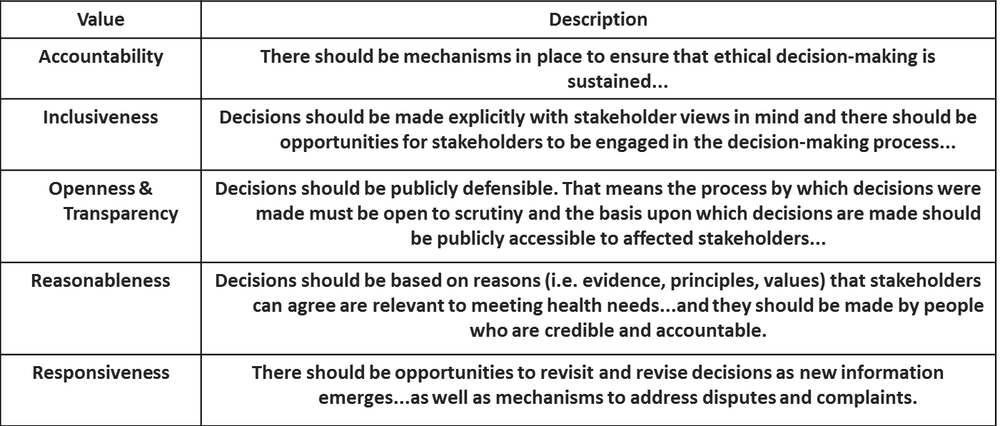 Value
Description
Accountability
There should be mechanisms in place to ensure that ethical decision-making is
sustained...
Inclusiveness
Decisions should be made explicitly with stakeholder views in mind and there should be
opportunities for stakeholders to be engaged in the decision-making process...
Openness &
Transparency
Decisions should be publicly defensible. That means the process by which decisions were
made must be open to scrutiny and the basis upon which decisions are made should
be publicly accessible to affected stakeholders...
Reasonableness
Decisions should be based on reasons (i.e. evidence, principles, values) that stakeholders
can agree are relevant to meeting health needs...and they should be made by people
who are credible and accountable.
Responsiveness
There should be opportunities to revisit and revise decisions as new information
emerges...as well as mechanisms to address disputes and complaints.